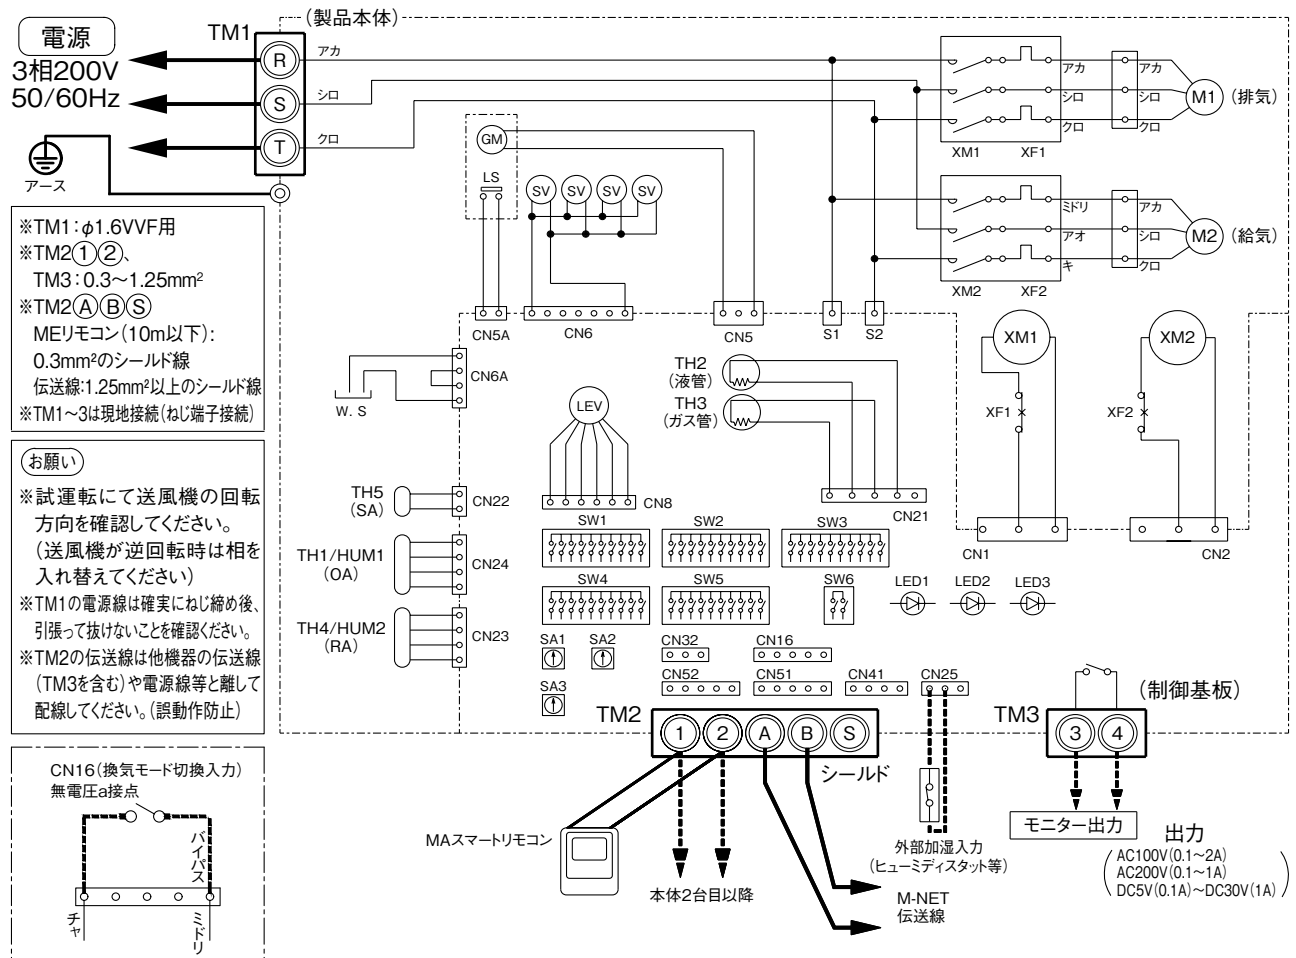 (製品本体)
電源
3相200V
50/60Hz
アース
TM1
R
S
T
アカ
シロ
クロ
GM
LS
SV
SV
SV
SV
アカ
シロ
クロ
アカ
シロ
クロ
M1
(排気)
XM1
XF1
ミドリ
アオ
キ
アカ
シロ
クロ
M2
(給気)
XM2
XF2
※TM1:φ1.6VVF用
※TM2①②、
TM3:0.3〜1.25mm²
※TM2ⒶⒷⓈ
MEリモコン(10m以下):
0.3mm²のシールド線
伝送線:1.25mm²以上のシールド線
※TM1〜3は現地接続(ねじ端子接続)
CN5A
CN6
CN5
S1
S2
CN6A
W. S
LEV
TH2
(液管)
TH3
(ガス管)
XM1
XM2
XF1
XF2
お願い
※試運転にて送風機の回転
方向を確認してください。
(送風機が逆回転時は相を
入れ替えてください)
※TM1の電源線は確実にねじ締め後、
引張って抜けないことを確認ください。
※TM2の伝送線は他機器の伝送線
(TM3を含む)や電源線等と離して
配線してください。(誤動作防止)
TH5
(SA)
CN22
CN8
CN21
TH1/HUM1
(OA)
CN24
TH4/HUM2
(RA)
CN23
SW1
SW2
SW3
SW4
SW5
SW6
CN1
CN2
LED1
LED2
LED3
SA1
SA2
SA3
CN32
CN16
CN52
CN51
CN41
CN25
(制御基板)
TM2
1
2
A
B
S
シールド
TM3
3
4
CN16(換気モード切換入力)
無電圧a接点
バイパス
チャ
ミドリ
MAスマートリモコン
本体2台目以降
外部加湿入力
(ヒューミディスタット等)
M-NET
伝送線
モニター出力
出力
AC100V(0.1〜2A)
AC200V(0.1〜1A)
DC5V(0.1A)〜DC30V(1A)